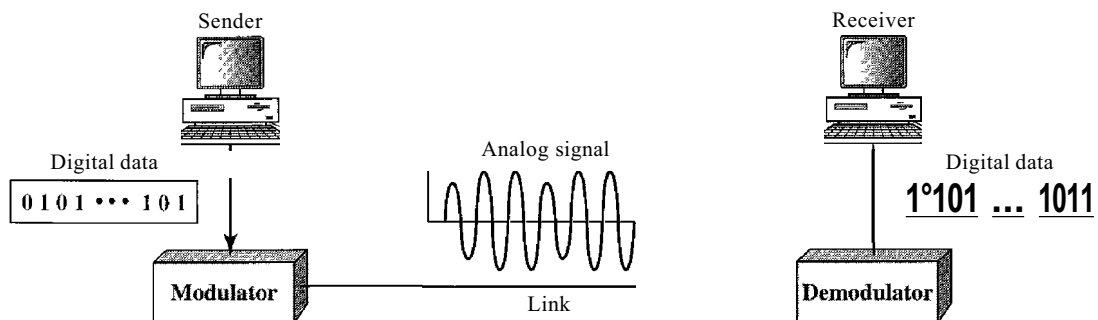 Sender
Receiver
Digital data
0101 ••• 101
Analog signal
Digital data
1°101 ... 1011
Modulator
Link
Demodulator